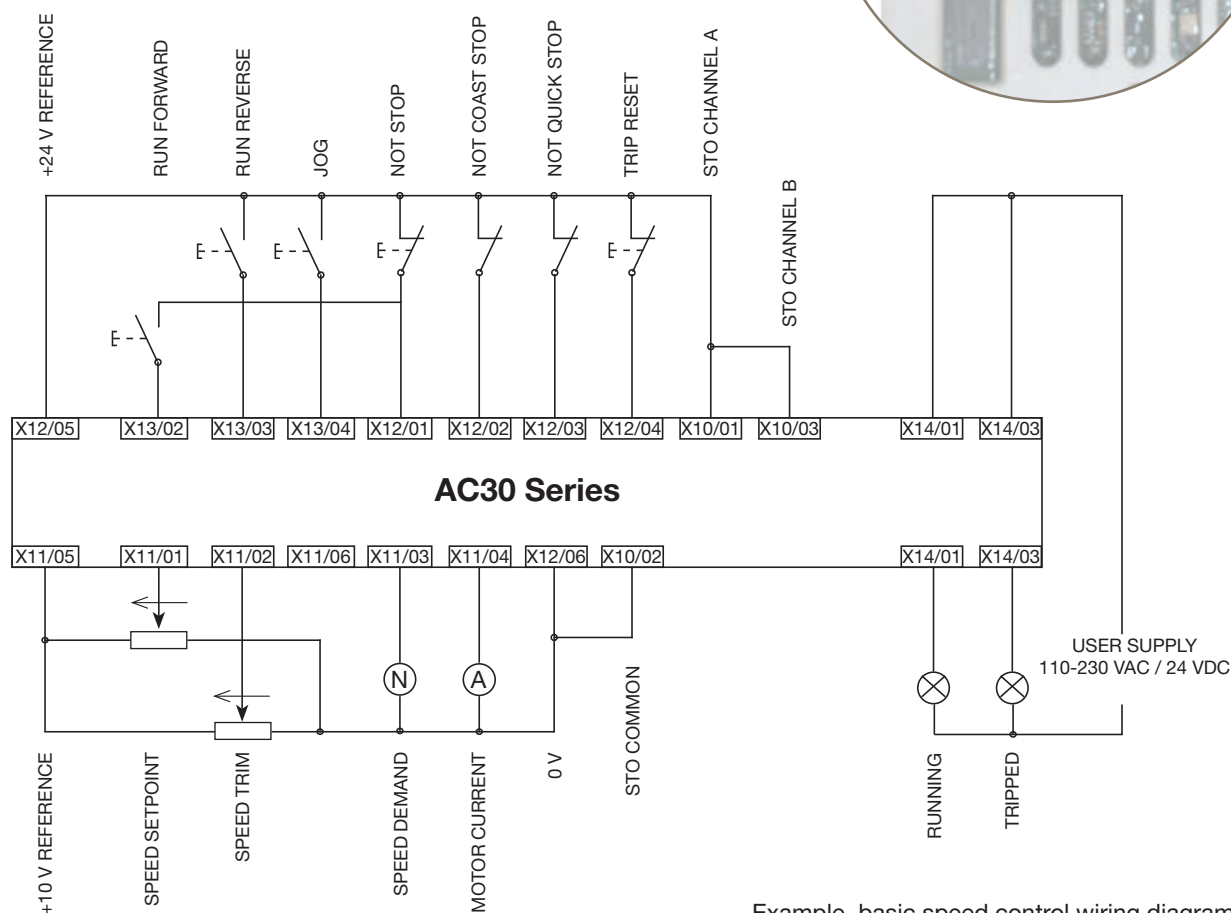 +24 V REFERENCE
RUN FORWARD
RUN REVERSE
JOG
NOT STOP
NOT COAST STOP
NOT QUICK STOP
TRIP RESET
STO CHANNEL A
STO CHANNEL B
X12/05
X13/02
X13/03
X13/04
X12/01
X12/02
X12/03
X12/04
X10/01
X10/03
X14/01
X14/03
AC30 Series
X11/05
X11/01
X11/02
X11/06
X11/03
X11/04
X12/06
X10/02
X14/01
X14/03
N
A
USER SUPPLY
110-230 VAC / 24 VDC
+10 V REFERENCE
SPEED SETPOINT
SPEED TRIM
SPEED DEMAND
MOTOR CURRENT
0 V
STO COMMON
RUNNING
TRIPPED
Example, basic speed control wiring diagram